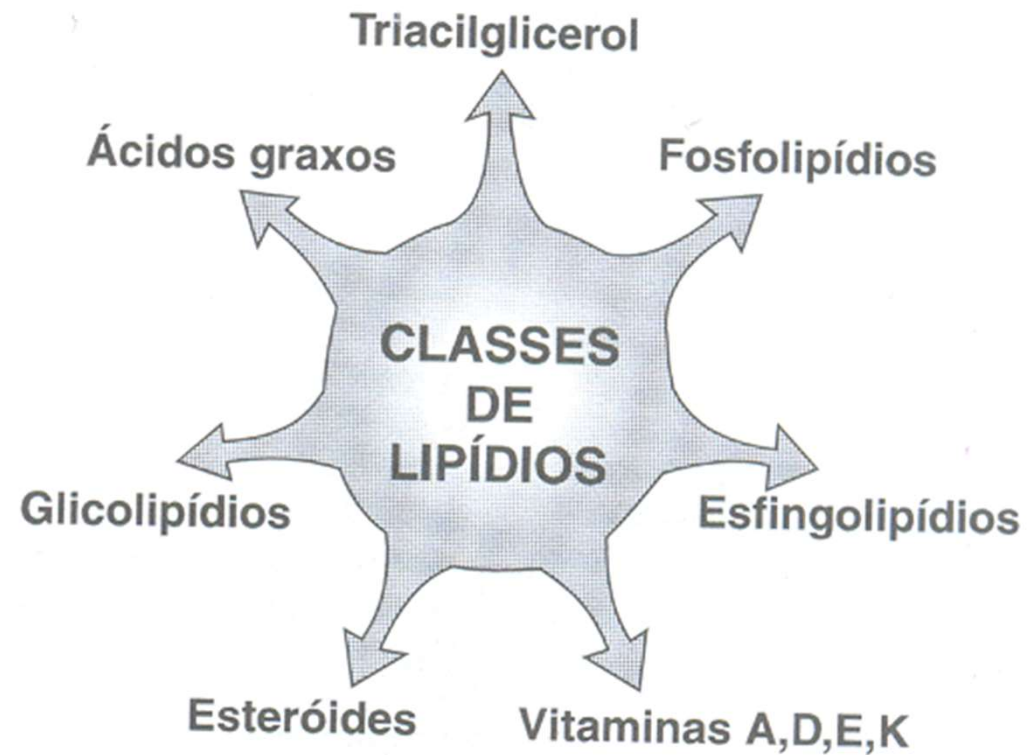 Triacilglicerol
Ácidos graxos
Fosfolipídios
CLASSES
DE
LIPÍDIOS
Glicolipídios
Esfingolipídios
Esteróides
Vitaminas A,D,E,K